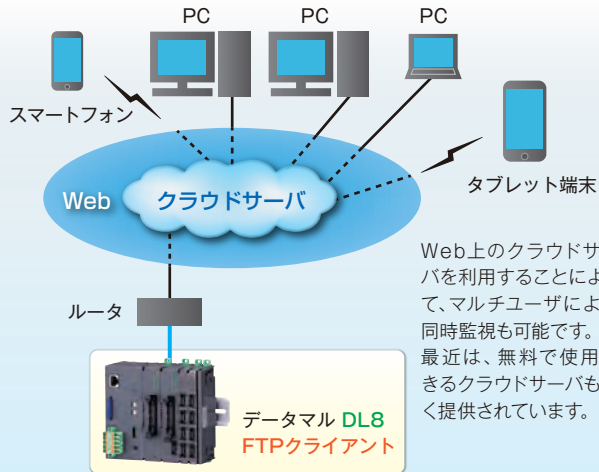 PC
PC
PC
スマートフォン
タブレット端末
Web
クラウドサーバ
Web上のクラウドサ
バを利用することによ
て、マルチユーザによ
同時監視も可能です。
最近は、無料で使用
きるクラウドサーバも
く提供されています。
ルータ
データマル DL8
FTPクライアント